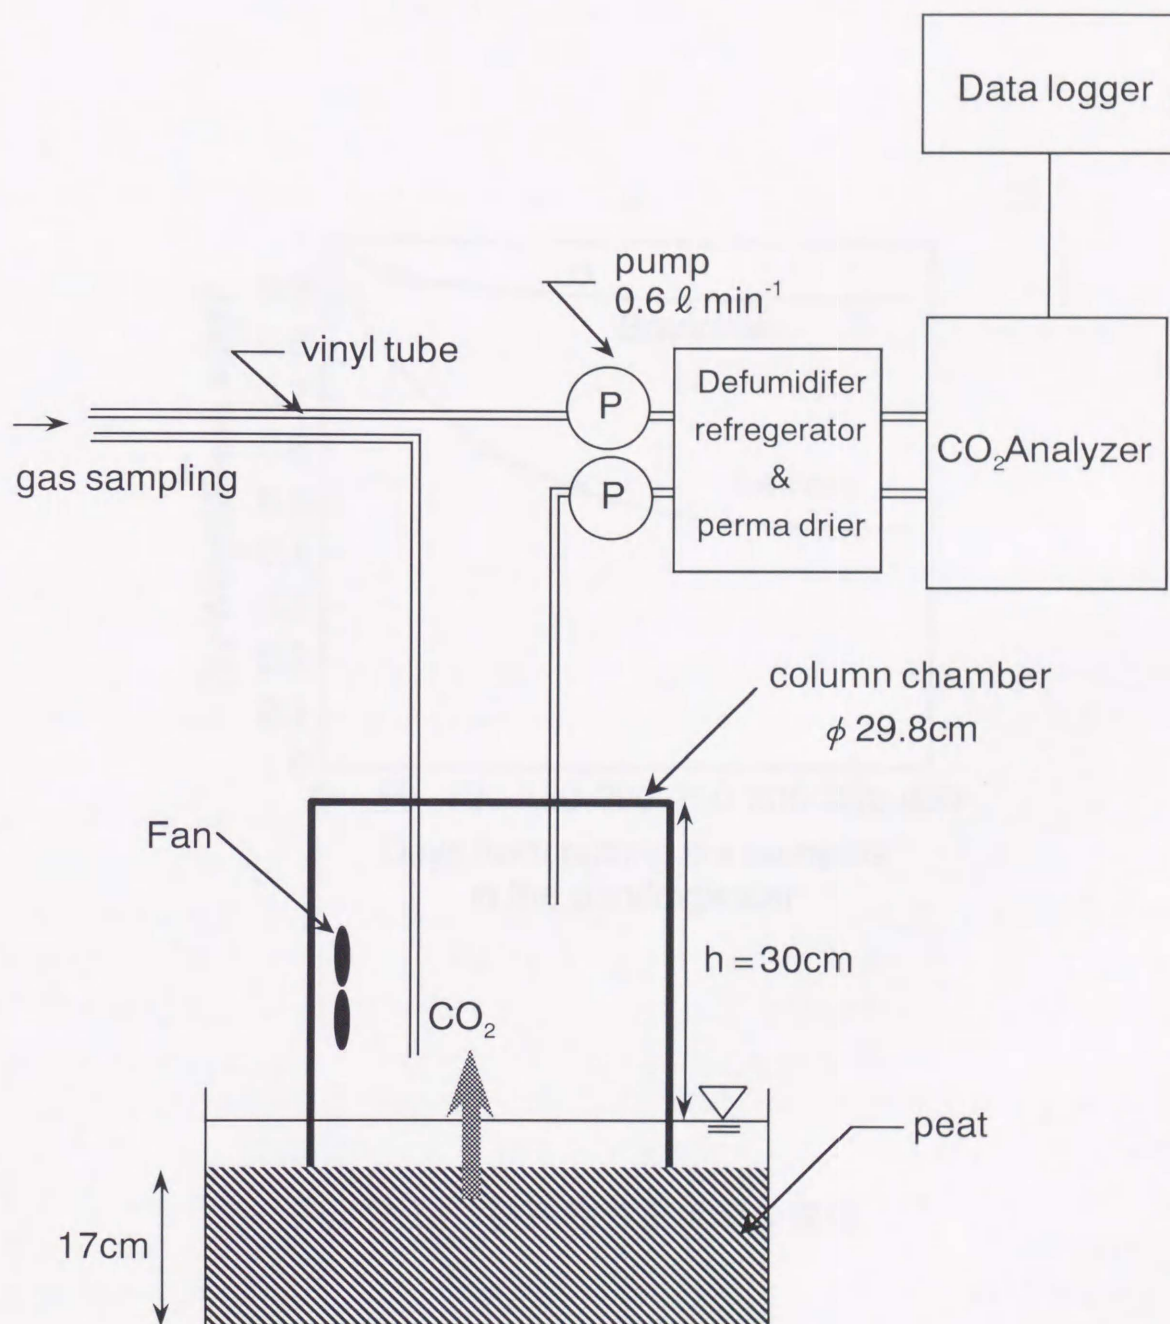 Data logger
pump
0.6 ℓ min⁻¹
vinyl tube
P
Defumidifer
refregerator
&
perma drier
CO₂Analyzer
gas sampling
P
column chamber
φ 29.8cm
Fan
h = 30cm
CO₂
peat
17cm